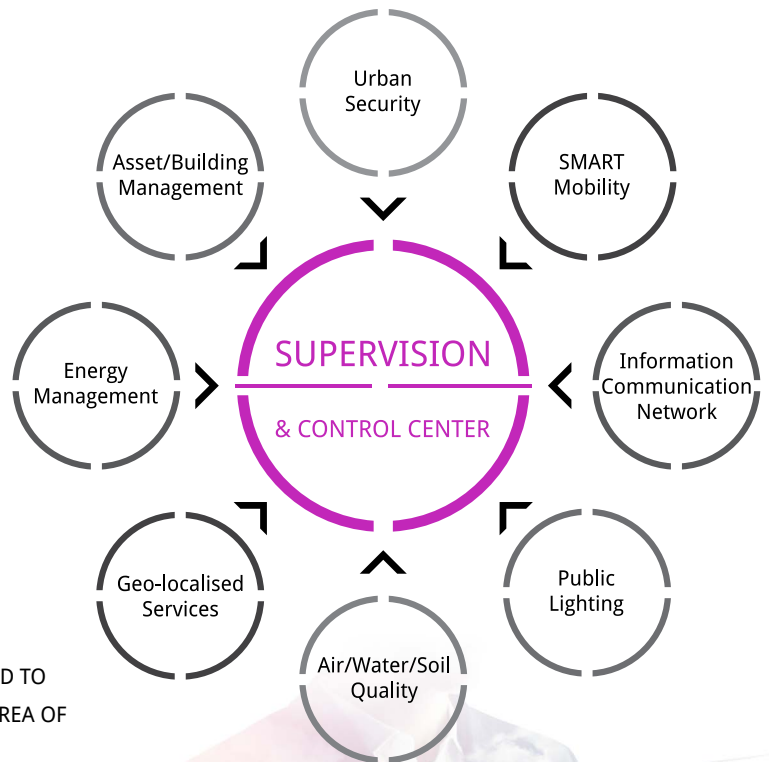 Urban
Security
Asset/Building
Management
SMART
Mobility
SUPERVISION
& CONTROL CENTER
Energy
Management
Information
Communication
Network
Geo-localised
Services
Public
Lighting
Air/Water/Soil
Quality
D TO
REA OF